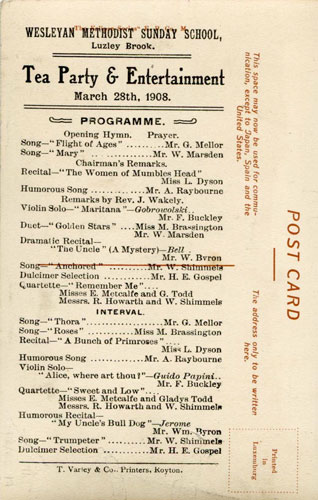 WESLEYAN METHODIST SUNDAY SCHOOL,
Luzley Brook.
Tea Party & Entertainment
March 28th, 1908.
PROGRAMME.
Opening Hymn. Prayer.
Song—"Flight of Ages" ..........Mr. G. Mellor
Song—"Mary" .. ............Mr. W. Marsden
Chairman's Remarks.
Recital—"The Women of Mumbles Head"
Miss L. Dyson
Humorous Song .........Mr. A. Raybourne
Remarks by Rev. J. Wakely.
Violin Solo—"Maritana"—Gobrowolski..
Mr. F. Buckley
Duet—"Golden Stars" ....Miss M. Brassington
Mr. W. Marsden
Dramatic Recital—
"The Uncle" (A Mystery)—Bell..
Mr. W. Byron
Song—"Anchored" ..........Mr. W. Shimmels
Dulcimer Selection ........Mr. H. E. Gospel
Quartette—"Remember Me" ....
Misses E. Metcalfe and G. Todd
Messrs. R. Howarth and W. Shimmels
INTERVAL.
Song—"Thora" ..............Mr. G. Mellor
Song—"Roses" ..........Miss M. Brassington
Recital—"A Bunch of Primroses" ....
Miss L. Dyson
Humorous Song ..........Mr. A. Raybourne
Violin Solo—
"Alice, where art thou?"—Guido Papini..
Mr. F. Buckley
Quartette—"Sweet and Low" ....
Misses E. Metcalfe and Gladys Todd
Messrs. R. Howarth and W. Shimmels
Humorous Recital—
"My Uncle's Bull Dog"—Jerome
Mr. Wm. Byron
Song—"Trumpeter" ........Mr. W. Shimmels
Dulcimer Selection ........Mr. H. E. Gospel
T. Varley & Co., Printers, Royton.
This space may now be used for commu-
nication, except to Japan, Spain and the
United States.
POST CARD
The address only to be written
here.
Printed
in
Luxemburg